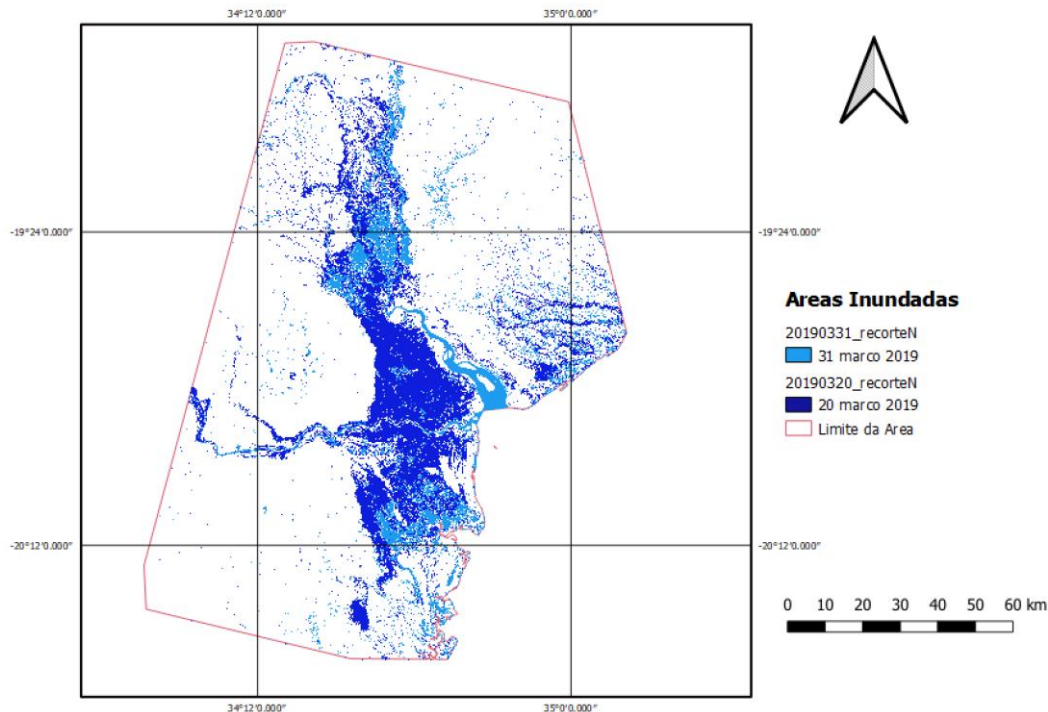 34°12'0.000" 35°0'0.000"
-19°24'0.000" -19°24'0.000"
Areas Inundadas
20190331_recorteN
31 marco 2019
20190320_recorteN
20 marco 2019
Limite da Area
-20°12'0.000" -20°12'0.000"
0 10 20 30 40 50 60 km
34°12'0.000" 35°0'0.000"